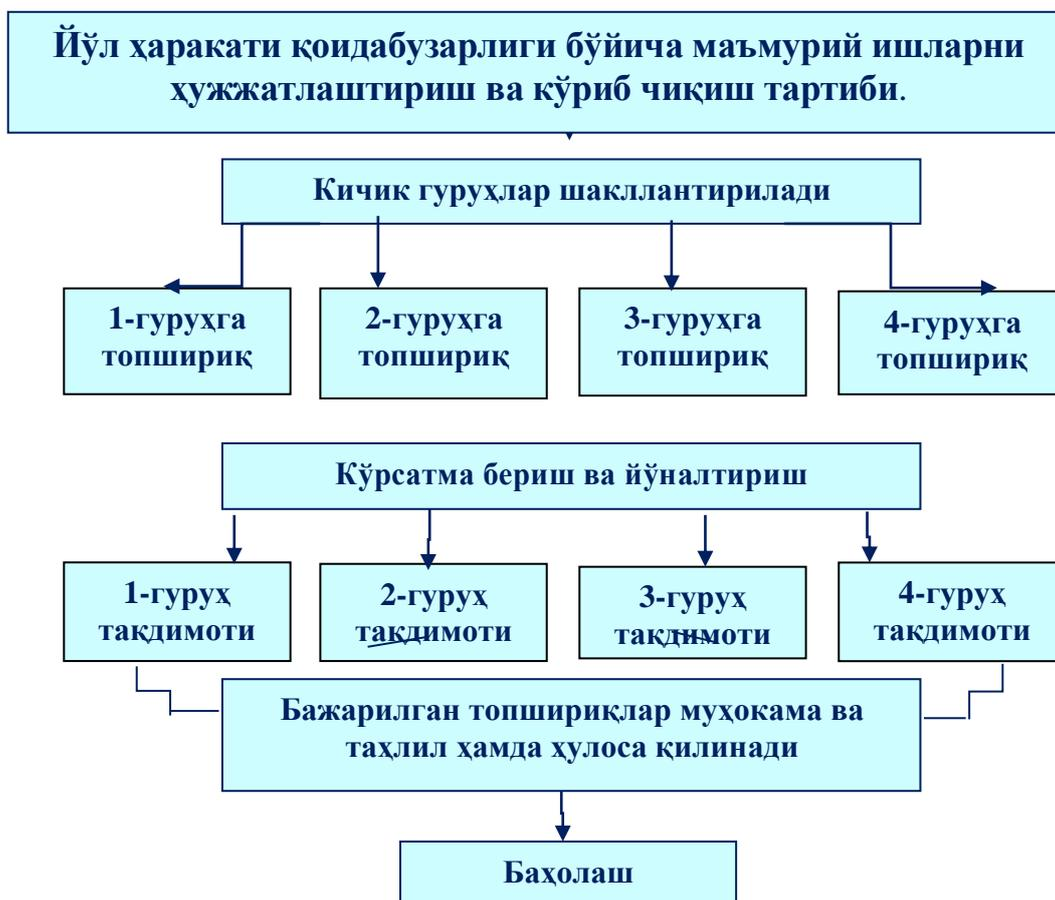 Йўл ҳаракати қоидабузарлиги бўйича маъмурий ишларни
ҳужжатлаштириш ва кўриб чиқиш тартиби.
Кичик гуруҳлар шакллантирилади
1-гуруҳга
топшириқ
2-гуруҳга
топшириқ
3-гуруҳга
топшириқ
4-гуруҳга
топшириқ
Кўрсатма бериш ва йўналтириш
1-гуруҳ
тақдимоти
2-гуруҳ
тақдимоти
3-гуруҳ
тақдимоти
4-гуруҳ
тақдимоти
Бажарилган топшириқлар муҳокама ва
таҳлил ҳамда ҳулоса қилинади
Баҳолаш